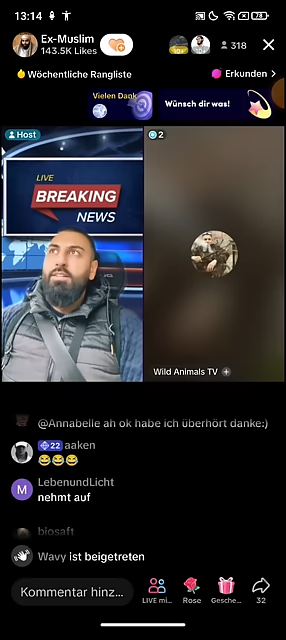 13:14
73
Ex-Muslim
143.5K Likes
318
Wöchentliche Rangliste
Erkunden >
Vielen Dank
Wünsch dir was!
Host
2
LIVE
BREAKING
NEWS
Wild Animals TV +
@Annabelle ah ok habe ich überhört danke:)
22 aaken
😂😂😂
M
LebenundLicht
nehmt auf
biosaft
Wavy ist beigetreten
Kommentar hinz...
LIVE mi...
Rose
Gesche...
32